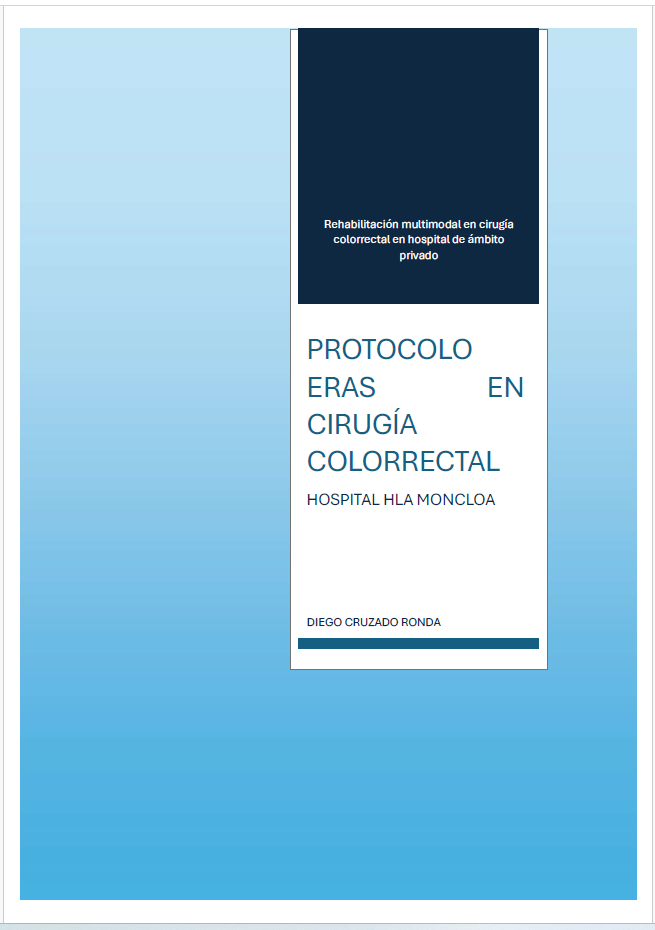 Rehabilitación multimodal en cirugía
colorrectal en hospital de ámbito
privado
PROTOCOLO
ERAS EN
CIRUGÍA
COLORRECTAL
HOSPITAL HLA MONCLOA
DIEGO CRUZADO RONDA